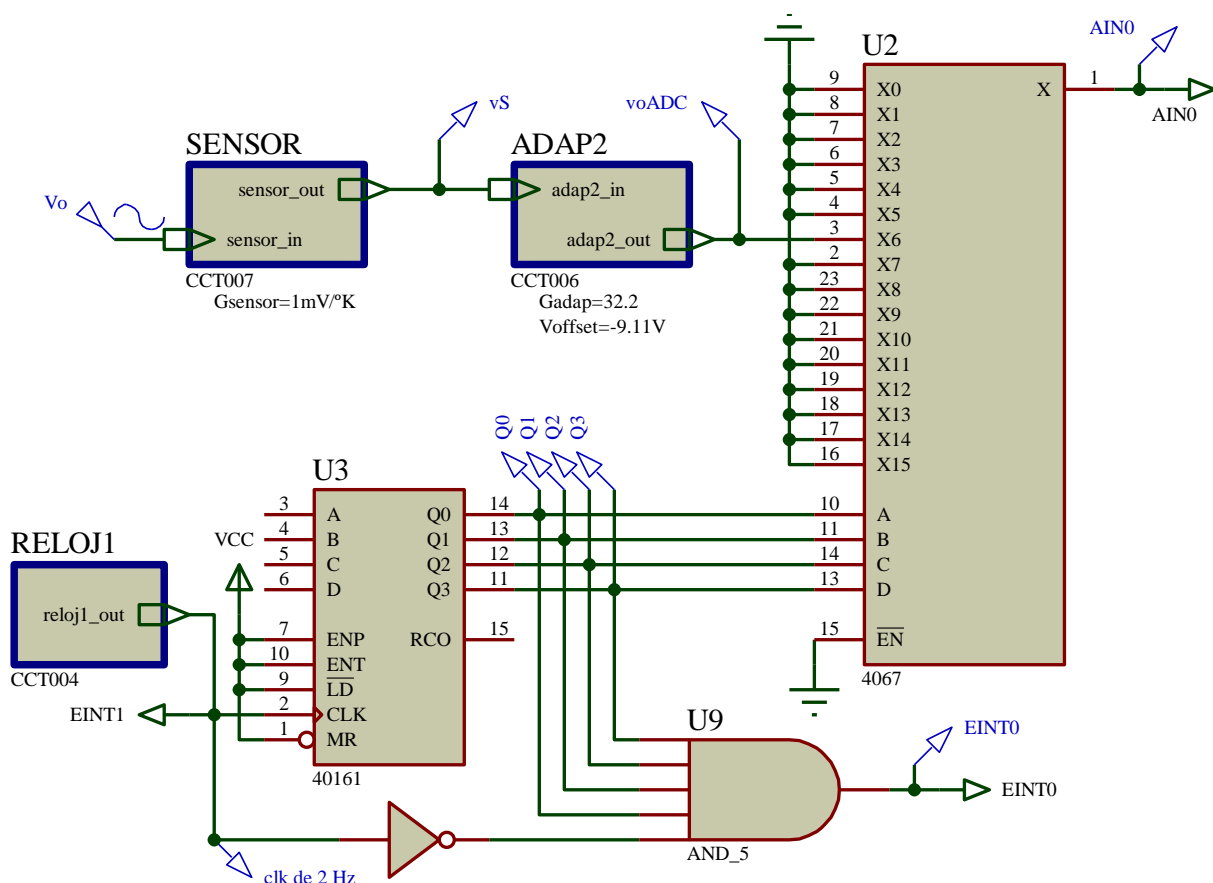 SENSOR
Vo
sensor_out
sensor_in
CCT007
Gsensor=1mV/ºK
vS
ADAP2
adap2_in
adap2_out
CCT006
Gadap=32.2
Voffset=-9.11V
voADC
U2
9 X0
8 X1
7 X2
6 X3
5 X4
4 X5
3 X6
2 X7
23 X8
22 X9
21 X10
20 X11
19 X12
18 X13
17 X14
16 X15
10 A
11 B
14 C
13 D
15 EN
X 1
4067
AIN0
AIN0
RELOJ1
reloj1_out
CCT004
EINT1
VCC
U3
3 A
4 B
5 C
6 D
7 ENP
10 ENT
9 LD
2 CLK
1 MR
Q0 14
Q1 13
Q2 12
Q3 11
RCO 15
40161
Q0
Q1
Q2
Q3
U9
AND_5
EINT0
EINT0
clk de 2 Hz